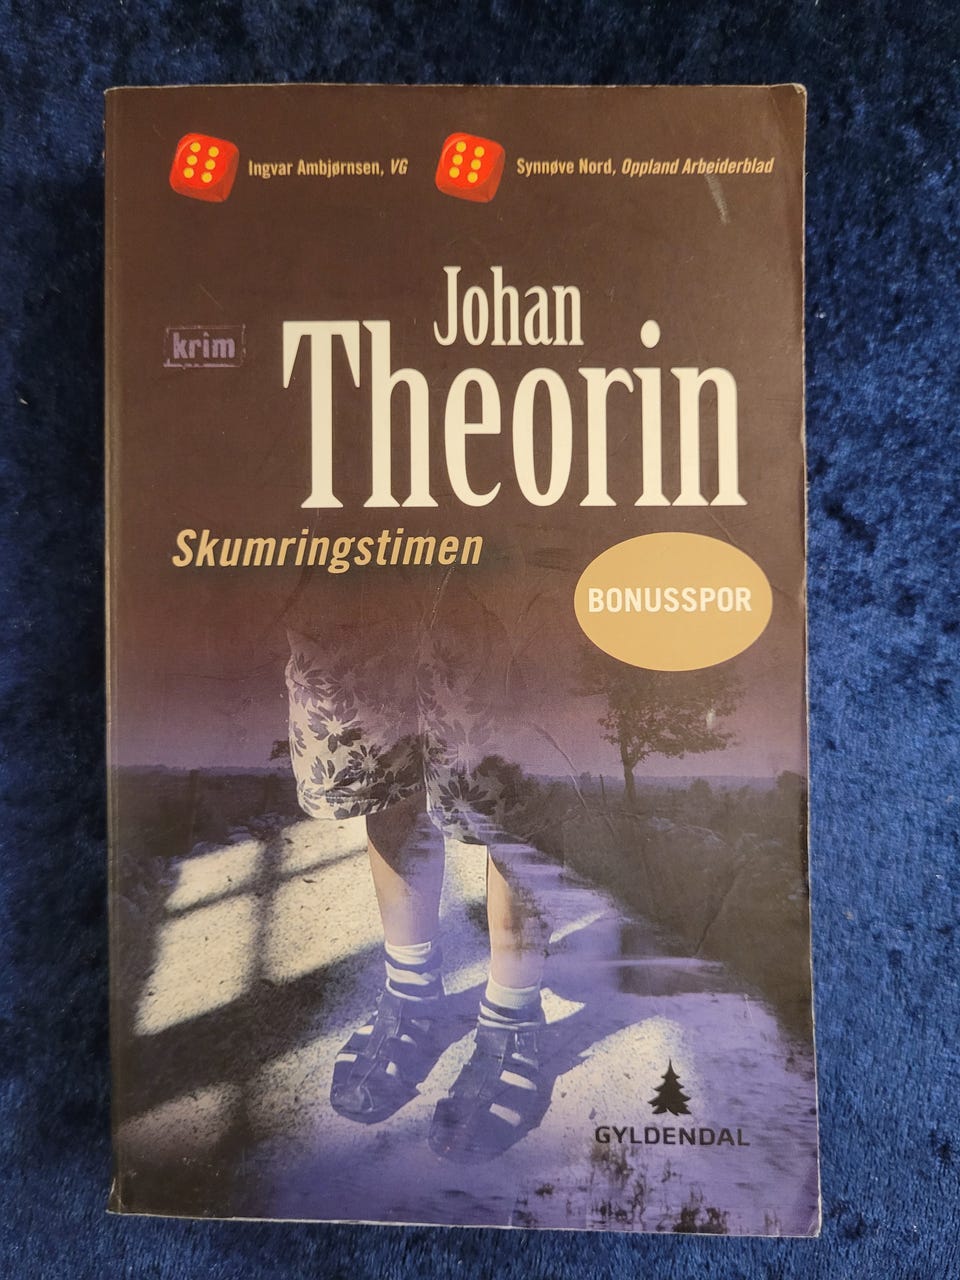 Ingvar Ambjørnsen, VG
Synnøve Nord, Oppland Arbeiderblad
Johan
krim
Theorin
Skumringstimen
BONUSSPOR
GYLDENDAL